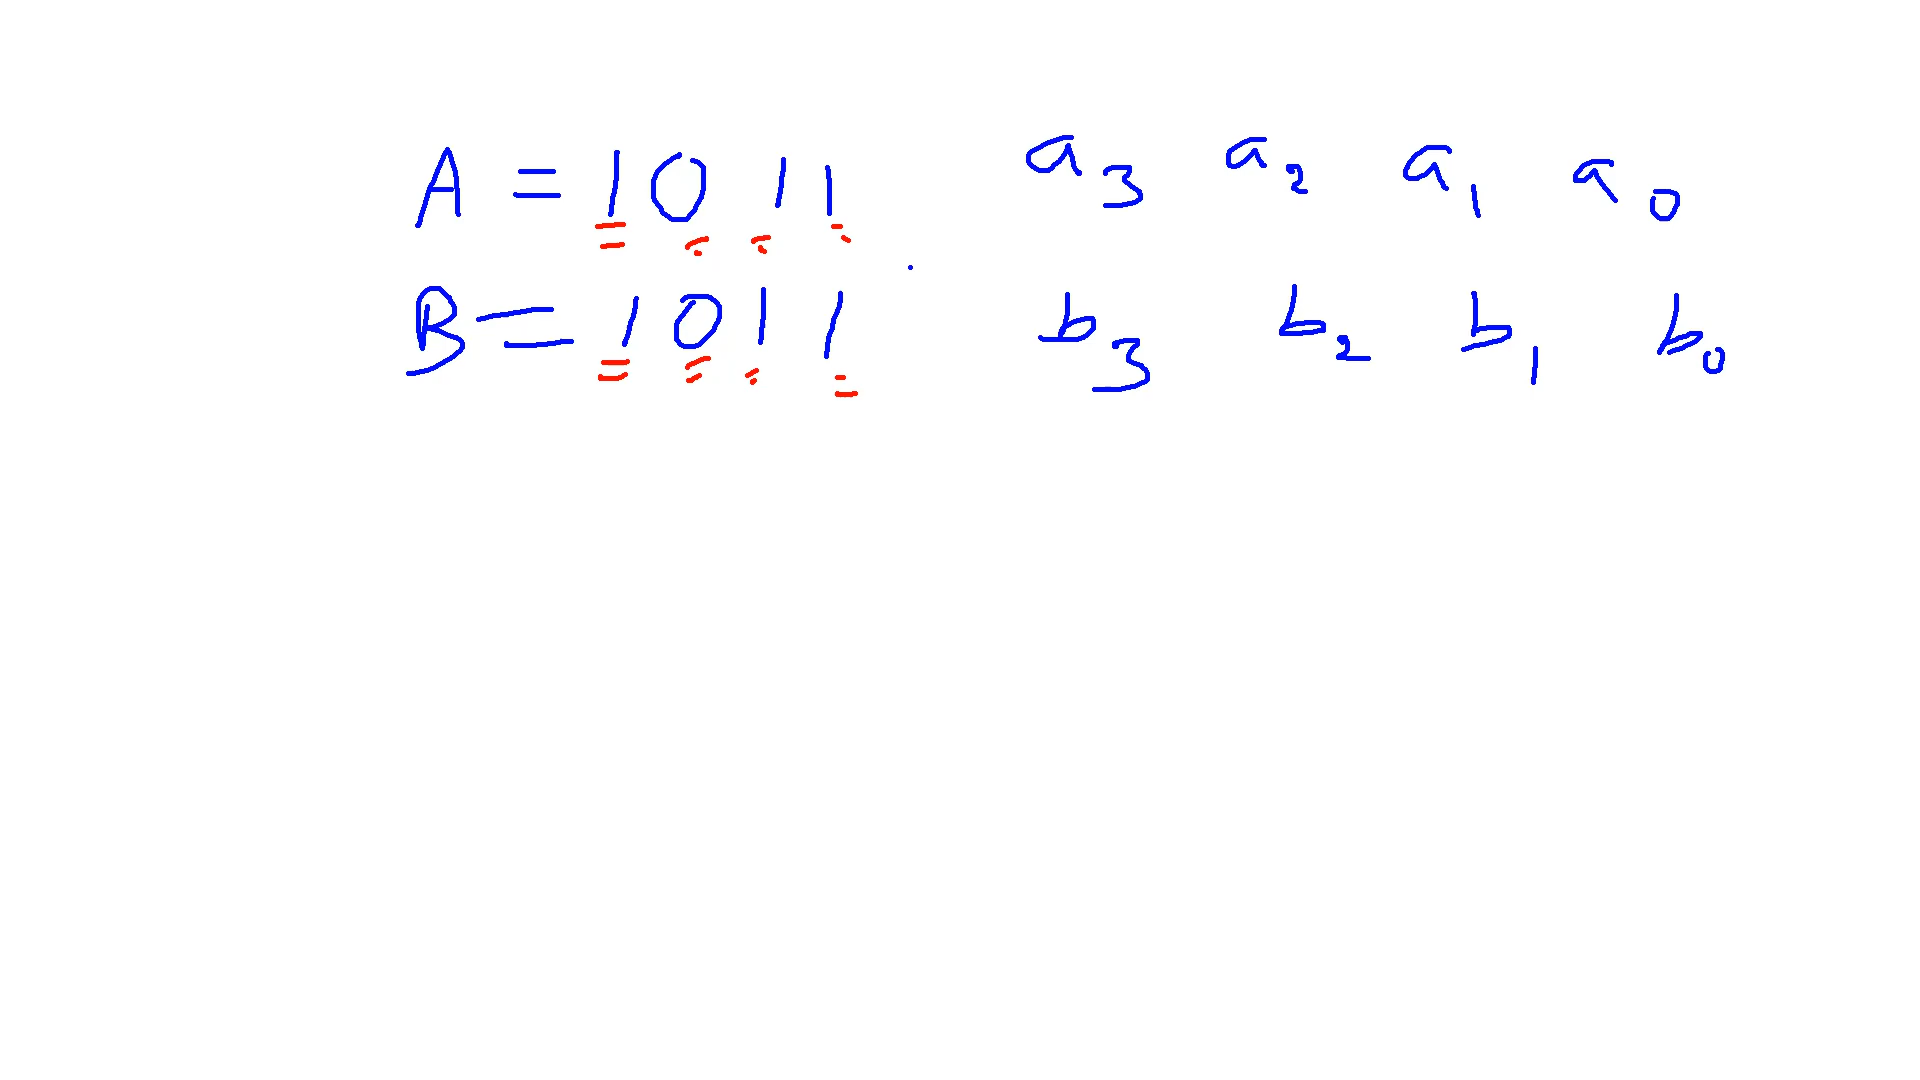 A = 1011 a₃ a₂ a₁ a₀
B = 1011 b₃ b₂ b₁ b₀